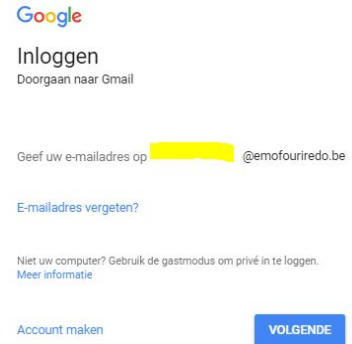 Google
Inloggen
Doorgaan naar Gmail
Geef uw e-mailadres op @emofouriredo.be
E-mailadres vergeten?
Niet uw computer? Gebruik de gastmodus om privé in te loggen.
Meer informatie
Account maken
VOLGENDE